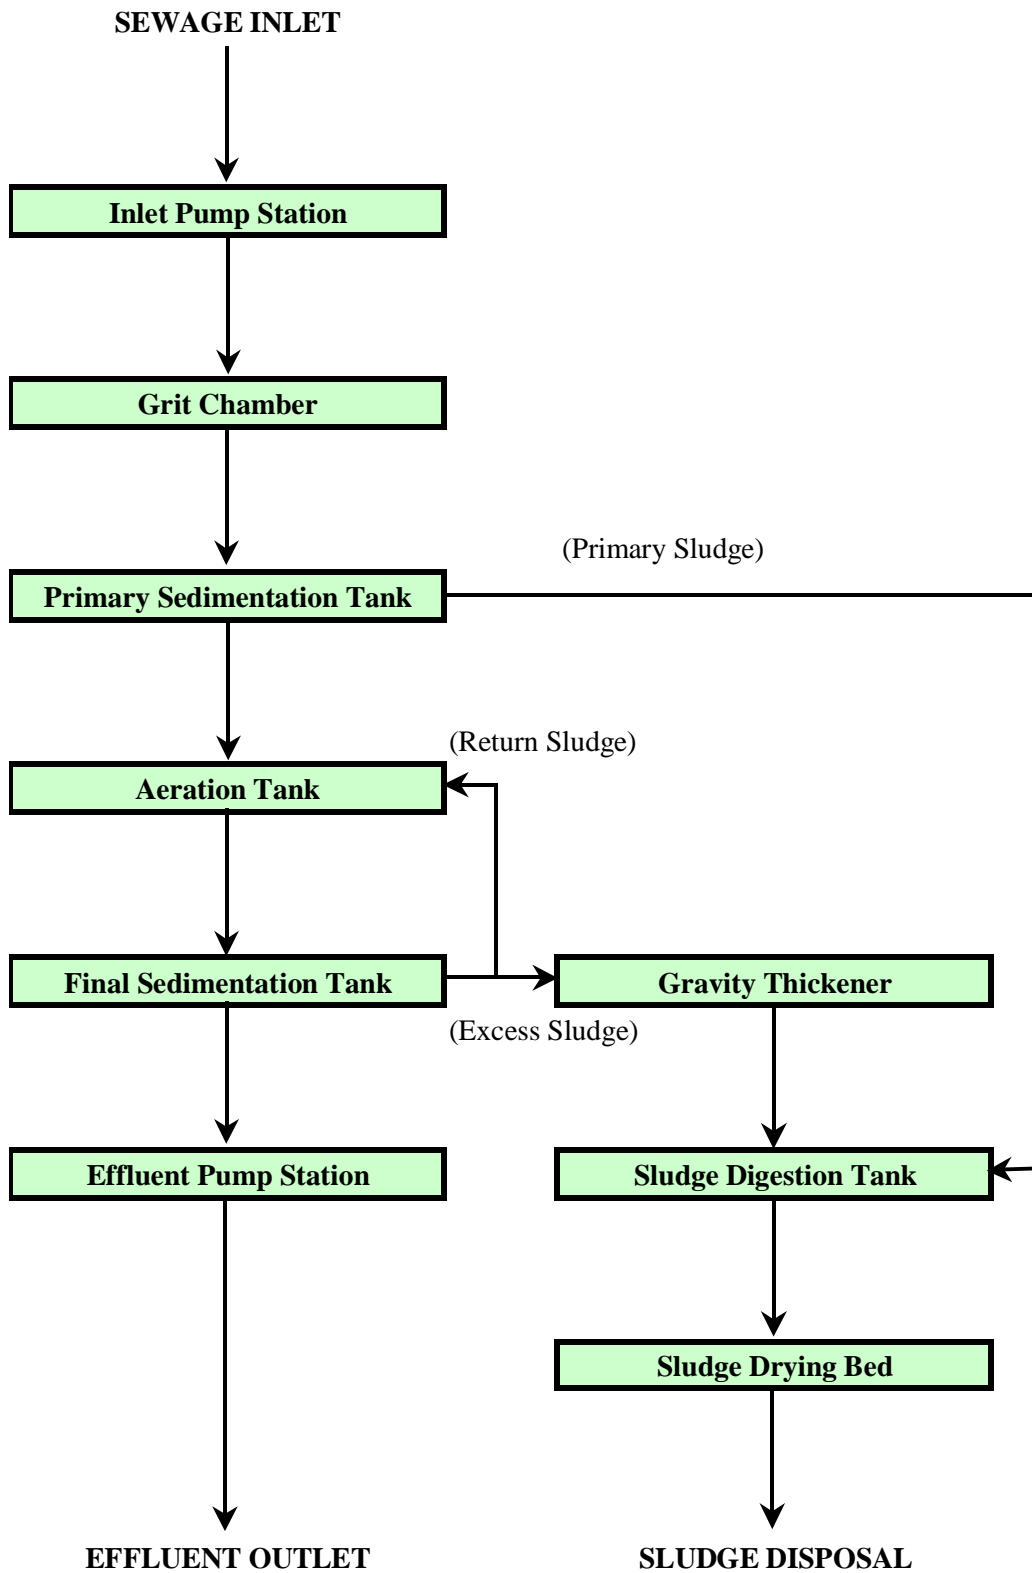 SEWAGE INLET
Inlet Pump Station
Grit Chamber
(Primary Sludge)
Primary Sedimentation Tank
(Return Sludge)
Aeration Tank
Final Sedimentation Tank
Gravity Thickener
(Excess Sludge)
Effluent Pump Station
Sludge Digestion Tank
Sludge Drying Bed
EFFLUENT OUTLET
SLUDGE DISPOSAL